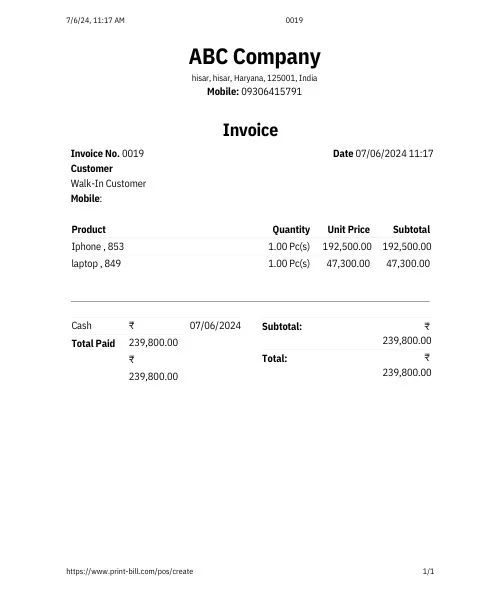 7/6/24, 11:17 AM 0019
ABC Company
hisar, hisar, Haryana, 125001, India
Mobile: 09306415791
Invoice
Invoice No. 0019 Date 07/06/2024 11:17
Customer
Walk-In Customer
Mobile:
Product Quantity Unit Price Subtotal
Iphone , 853 1.00 Pc(s) 192,500.00 192,500.00
laptop , 849 1.00 Pc(s) 47,300.00 47,300.00
Cash ₹ 239,800.00 07/06/2024
Total Paid ₹ 239,800.00
Subtotal: ₹ 239,800.00
Total: ₹ 239,800.00
https://www.print-bill.com/pos/create 1/1